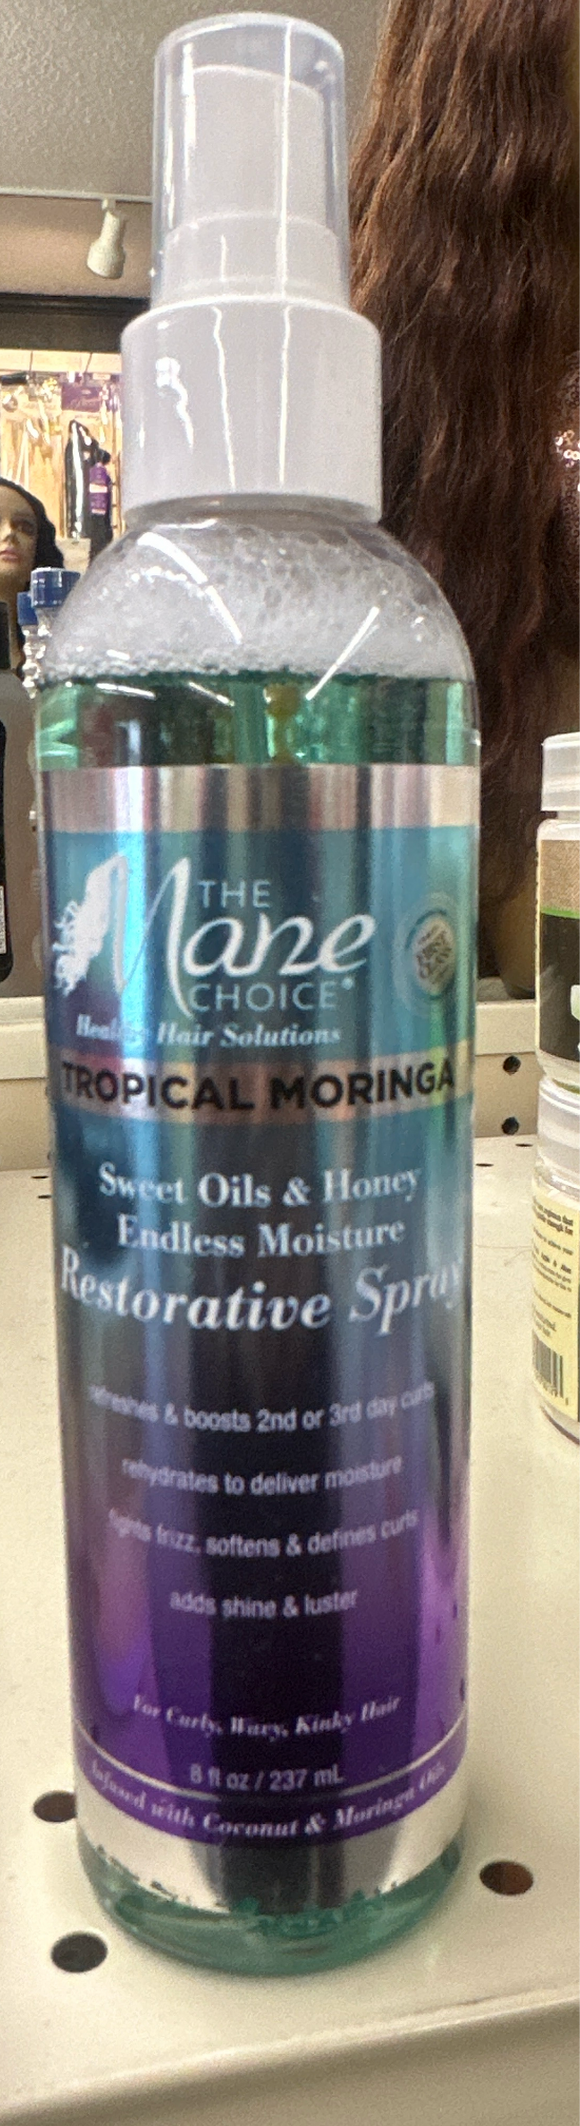 THE
Mane
CHOICE
Healthy Hair Solutions
TROPICAL MORINGA
Sweet Oils & Honey
Endless Moisture
Restorative Spray
refreshes & boosts 2nd or 3rd day curls
rehydrates to deliver moisture
fights frizz, softens & defines curls
adds shine & luster
For Curly, Wavy, Kinky Hair
8 fl oz / 237 mL
Infused with Coconut & Moringa Oils